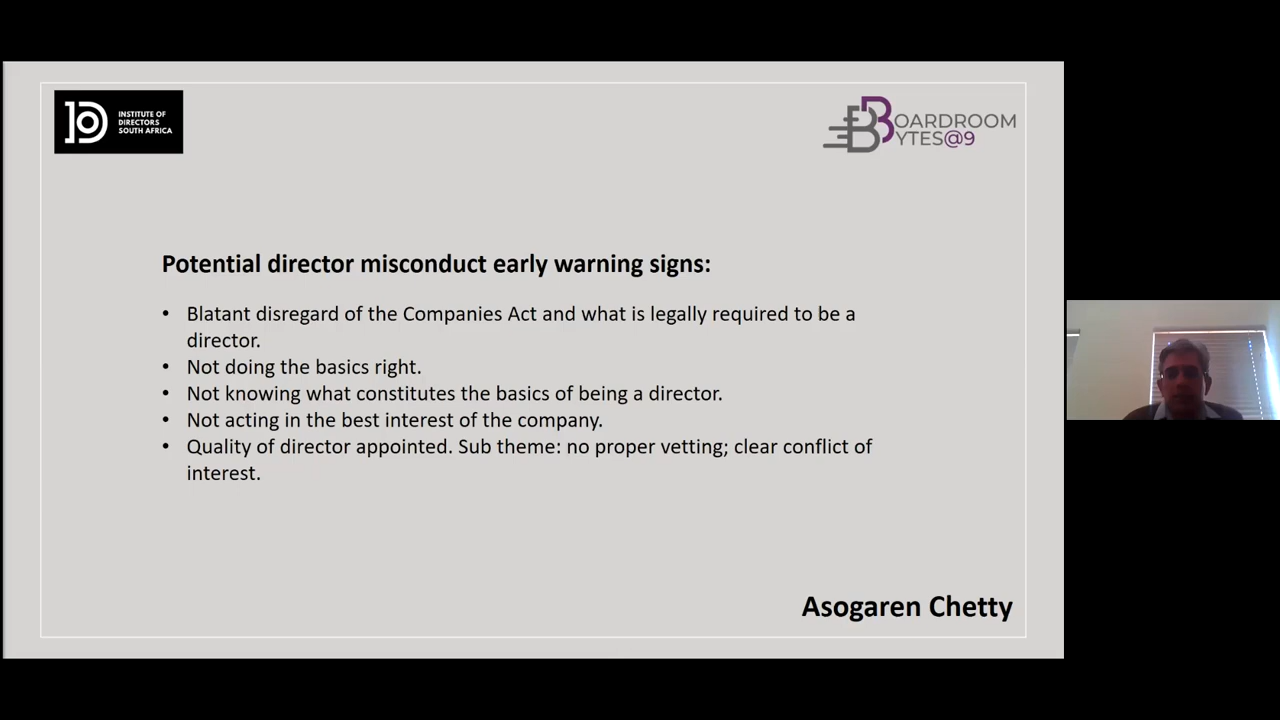 INSTITUTE OF
DIRECTORS
SOUTH AFRICA
BOARDROOM
BYTES@9
Potential director misconduct early warning signs:
• Blatant disregard of the Companies Act and what is legally required to be a
director.
• Not doing the basics right.
• Not knowing what constitutes the basics of being a director.
• Not acting in the best interest of the company.
• Quality of director appointed. Sub theme: no proper vetting; clear conflict of
interest.
Asogaren Chetty